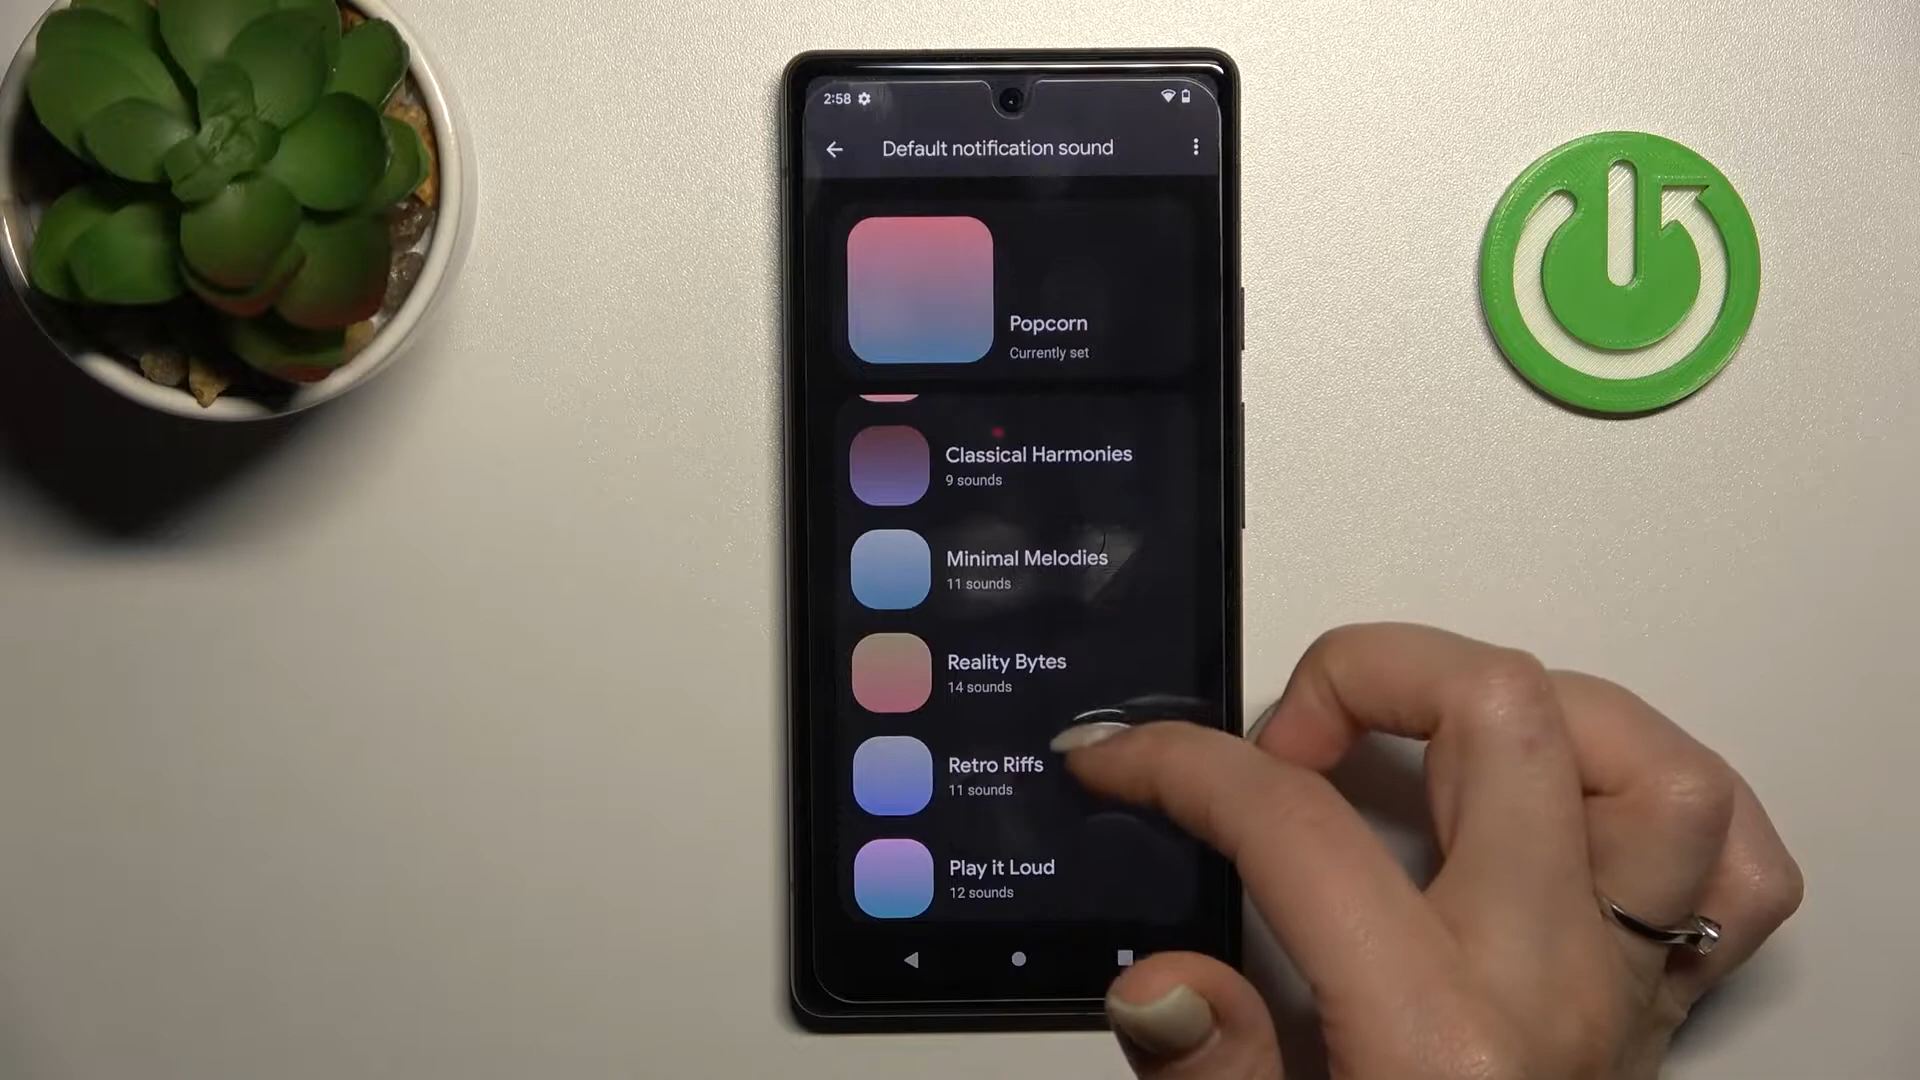 2:58
Default notification sound
Popcorn
Currently set
Classical Harmonies
9 sounds
Minimal Melodies
11 sounds
Reality Bytes
14 sounds
Retro Riffs
11 sounds
Play it Loud
12 sounds